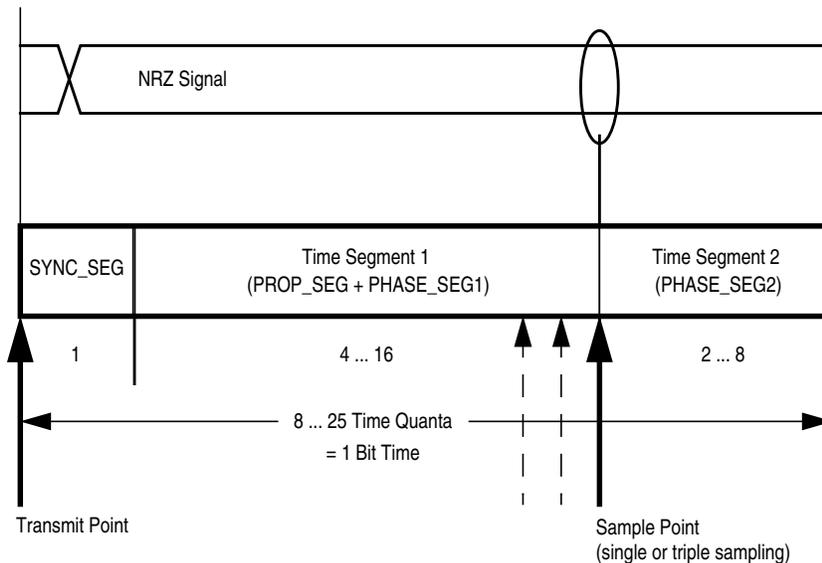 NRZ Signal
SYNC_SEG
Time Segment 1
(PROP_SEG + PHASE_SEG1)
Time Segment 2
(PHASE_SEG2)
1
4 ... 16
2 ... 8
8 ... 25 Time Quanta
= 1 Bit Time
Transmit Point
Sample Point
(single or triple sampling)